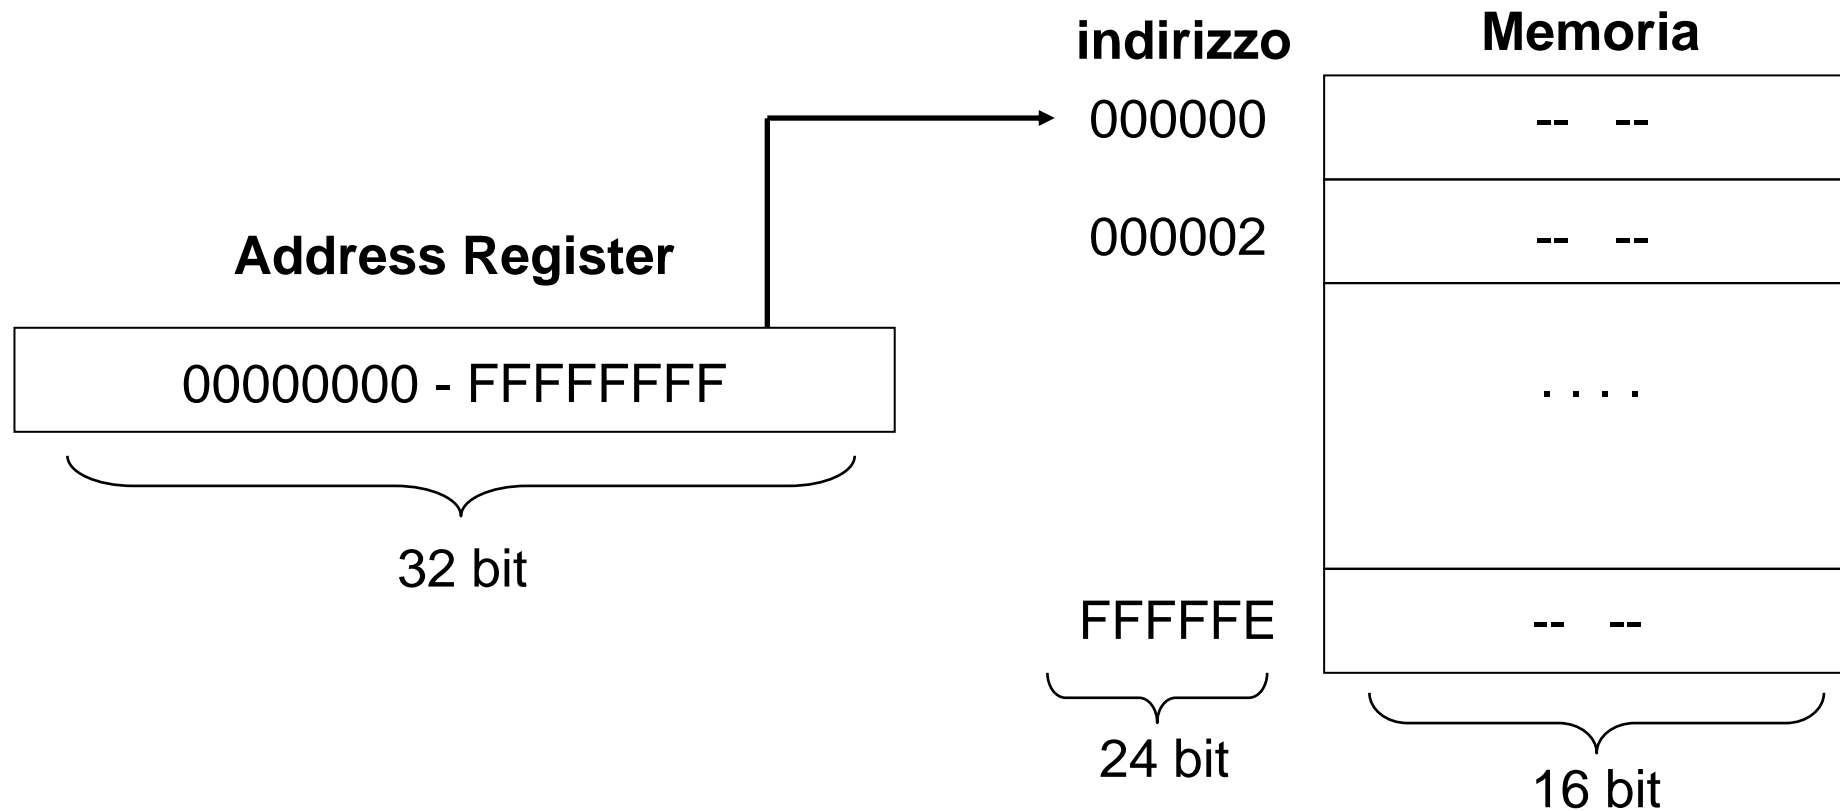 indirizzo
Memoria
000000
-- --
000002
-- --
Address Register
00000000 - FFFFFFFF
. . . .
32 bit
FFFFFE
-- --
24 bit
16 bit